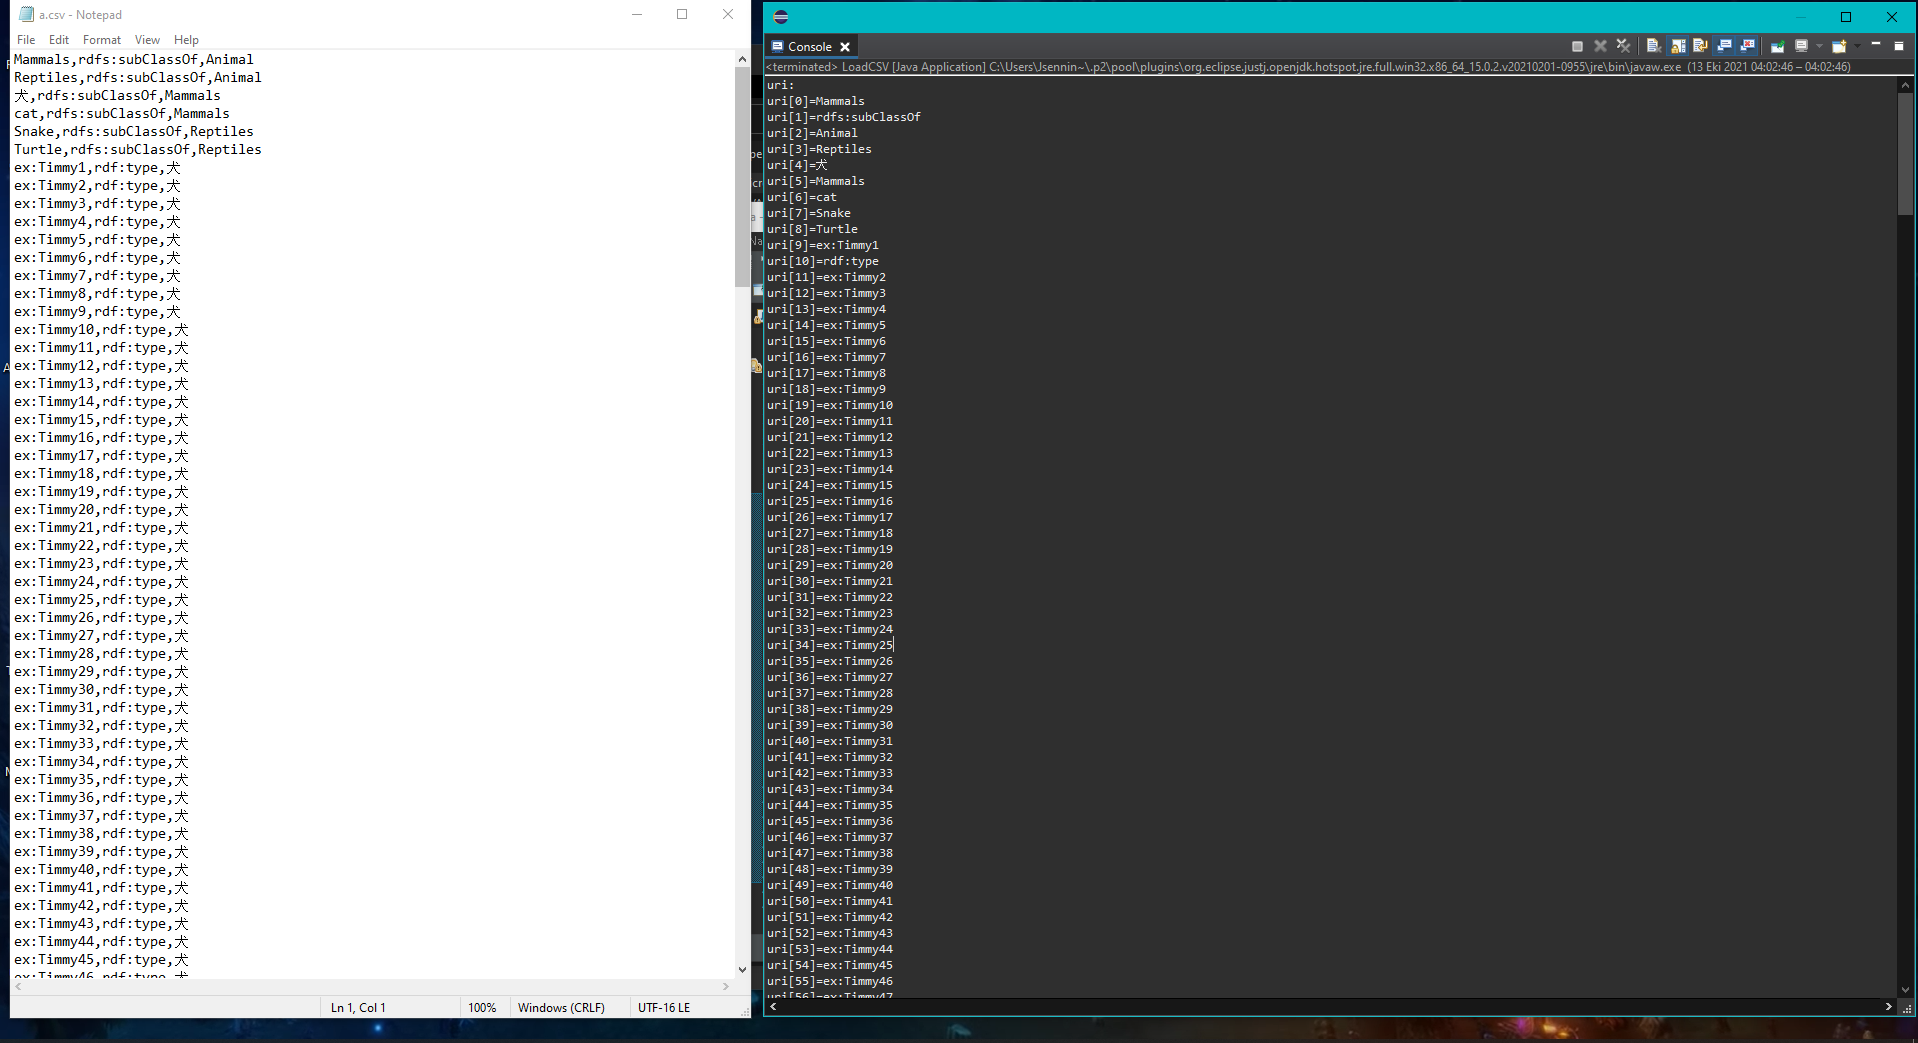 a.csv - Notepad
File Edit Format View Help
Mammals,rdfs:subClassOf,Animal
Reptiles,rdfs:subClassOf,Animal
犬,rdfs:subClassOf,Mammals
cat,rdfs:subClassOf,Mammals
Snake,rdfs:subClassOf,Reptiles
Turtle,rdfs:subClassOf,Reptiles
ex:Timmy1,rdf:type,犬
ex:Timmy2,rdf:type,犬
ex:Timmy3,rdf:type,犬
ex:Timmy4,rdf:type,犬
ex:Timmy5,rdf:type,犬
ex:Timmy6,rdf:type,犬
ex:Timmy7,rdf:type,犬
ex:Timmy8,rdf:type,犬
ex:Timmy9,rdf:type,犬
ex:Timmy10,rdf:type,犬
ex:Timmy11,rdf:type,犬
ex:Timmy12,rdf:type,犬
ex:Timmy13,rdf:type,犬
ex:Timmy14,rdf:type,犬
ex:Timmy15,rdf:type,犬
ex:Timmy16,rdf:type,犬
ex:Timmy17,rdf:type,犬
ex:Timmy18,rdf:type,犬
ex:Timmy19,rdf:type,犬
ex:Timmy20,rdf:type,犬
ex:Timmy21,rdf:type,犬
ex:Timmy22,rdf:type,犬
ex:Timmy23,rdf:type,犬
ex:Timmy24,rdf:type,犬
ex:Timmy25,rdf:type,犬
ex:Timmy26,rdf:type,犬
ex:Timmy27,rdf:type,犬
ex:Timmy28,rdf:type,犬
ex:Timmy29,rdf:type,犬
ex:Timmy30,rdf:type,犬
ex:Timmy31,rdf:type,犬
ex:Timmy32,rdf:type,犬
ex:Timmy33,rdf:type,犬
ex:Timmy34,rdf:type,犬
ex:Timmy35,rdf:type,犬
ex:Timmy36,rdf:type,犬
ex:Timmy37,rdf:type,犬
ex:Timmy38,rdf:type,犬
ex:Timmy39,rdf:type,犬
ex:Timmy40,rdf:type,犬
ex:Timmy41,rdf:type,犬
ex:Timmy42,rdf:type,犬
ex:Timmy43,rdf:type,犬
ex:Timmy44,rdf:type,犬
ex:Timmy45,rdf:type,犬
ex:Timmy46,rdf:type,犬
Ln 1, Col 1 100% Windows (CRLF) UTF-16 LE
Console
<terminated> LoadCSV [Java Application] C:\Users\Jsennin~\.p2\pool\plugins\org.eclipse.justj.openjdk.hotspot.jre.full.win32.x86_64_15.0.2.v20210201-0955\jre\bin\javaw.exe (13 Eki 2021 04:02:46 – 04:02:46)
uri:
uri[0]=Mammals
uri[1]=rdfs:subClassOf
uri[2]=Animal
uri[3]=Reptiles
uri[4]=犬
uri[5]=Mammals
uri[6]=cat
uri[7]=Snake
uri[8]=Turtle
uri[9]=ex:Timmy1
uri[10]=rdf:type
uri[11]=ex:Timmy2
uri[12]=ex:Timmy3
uri[13]=ex:Timmy4
uri[14]=ex:Timmy5
uri[15]=ex:Timmy6
uri[16]=ex:Timmy7
uri[17]=ex:Timmy8
uri[18]=ex:Timmy9
uri[19]=ex:Timmy10
uri[20]=ex:Timmy11
uri[21]=ex:Timmy12
uri[22]=ex:Timmy13
uri[23]=ex:Timmy14
uri[24]=ex:Timmy15
uri[25]=ex:Timmy16
uri[26]=ex:Timmy17
uri[27]=ex:Timmy18
uri[28]=ex:Timmy19
uri[29]=ex:Timmy20
uri[30]=ex:Timmy21
uri[31]=ex:Timmy22
uri[32]=ex:Timmy23
uri[33]=ex:Timmy24
uri[34]=ex:Timmy25
uri[35]=ex:Timmy26
uri[36]=ex:Timmy27
uri[37]=ex:Timmy28
uri[38]=ex:Timmy29
uri[39]=ex:Timmy30
uri[40]=ex:Timmy31
uri[41]=ex:Timmy32
uri[42]=ex:Timmy33
uri[43]=ex:Timmy34
uri[44]=ex:Timmy35
uri[45]=ex:Timmy36
uri[46]=ex:Timmy37
uri[47]=ex:Timmy38
uri[48]=ex:Timmy39
uri[49]=ex:Timmy40
uri[50]=ex:Timmy41
uri[51]=ex:Timmy42
uri[52]=ex:Timmy43
uri[53]=ex:Timmy44
uri[54]=ex:Timmy45
uri[55]=ex:Timmy46
uri[56]=ex:Timmy47